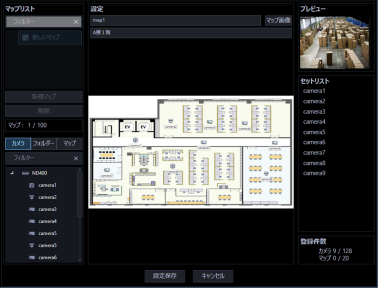 マップリスト
フィルター ×
新しいマップ
新規マップ
削除
マップ: 1 / 100
カメラ フォルダー マップ
フィルター ×
ND400
camera1
camera2
camera3
camera4
camera5
camera5
設定
map1 マップ画像
A棟1階
EV EV
設定保存 キャンセル
プレビュー
セットリスト
camera1
camera2
camera3
camera4
camera5
camera6
camera7
camera8
camera9
登録件数
カメラ 9 / 128
マップ 0 / 20